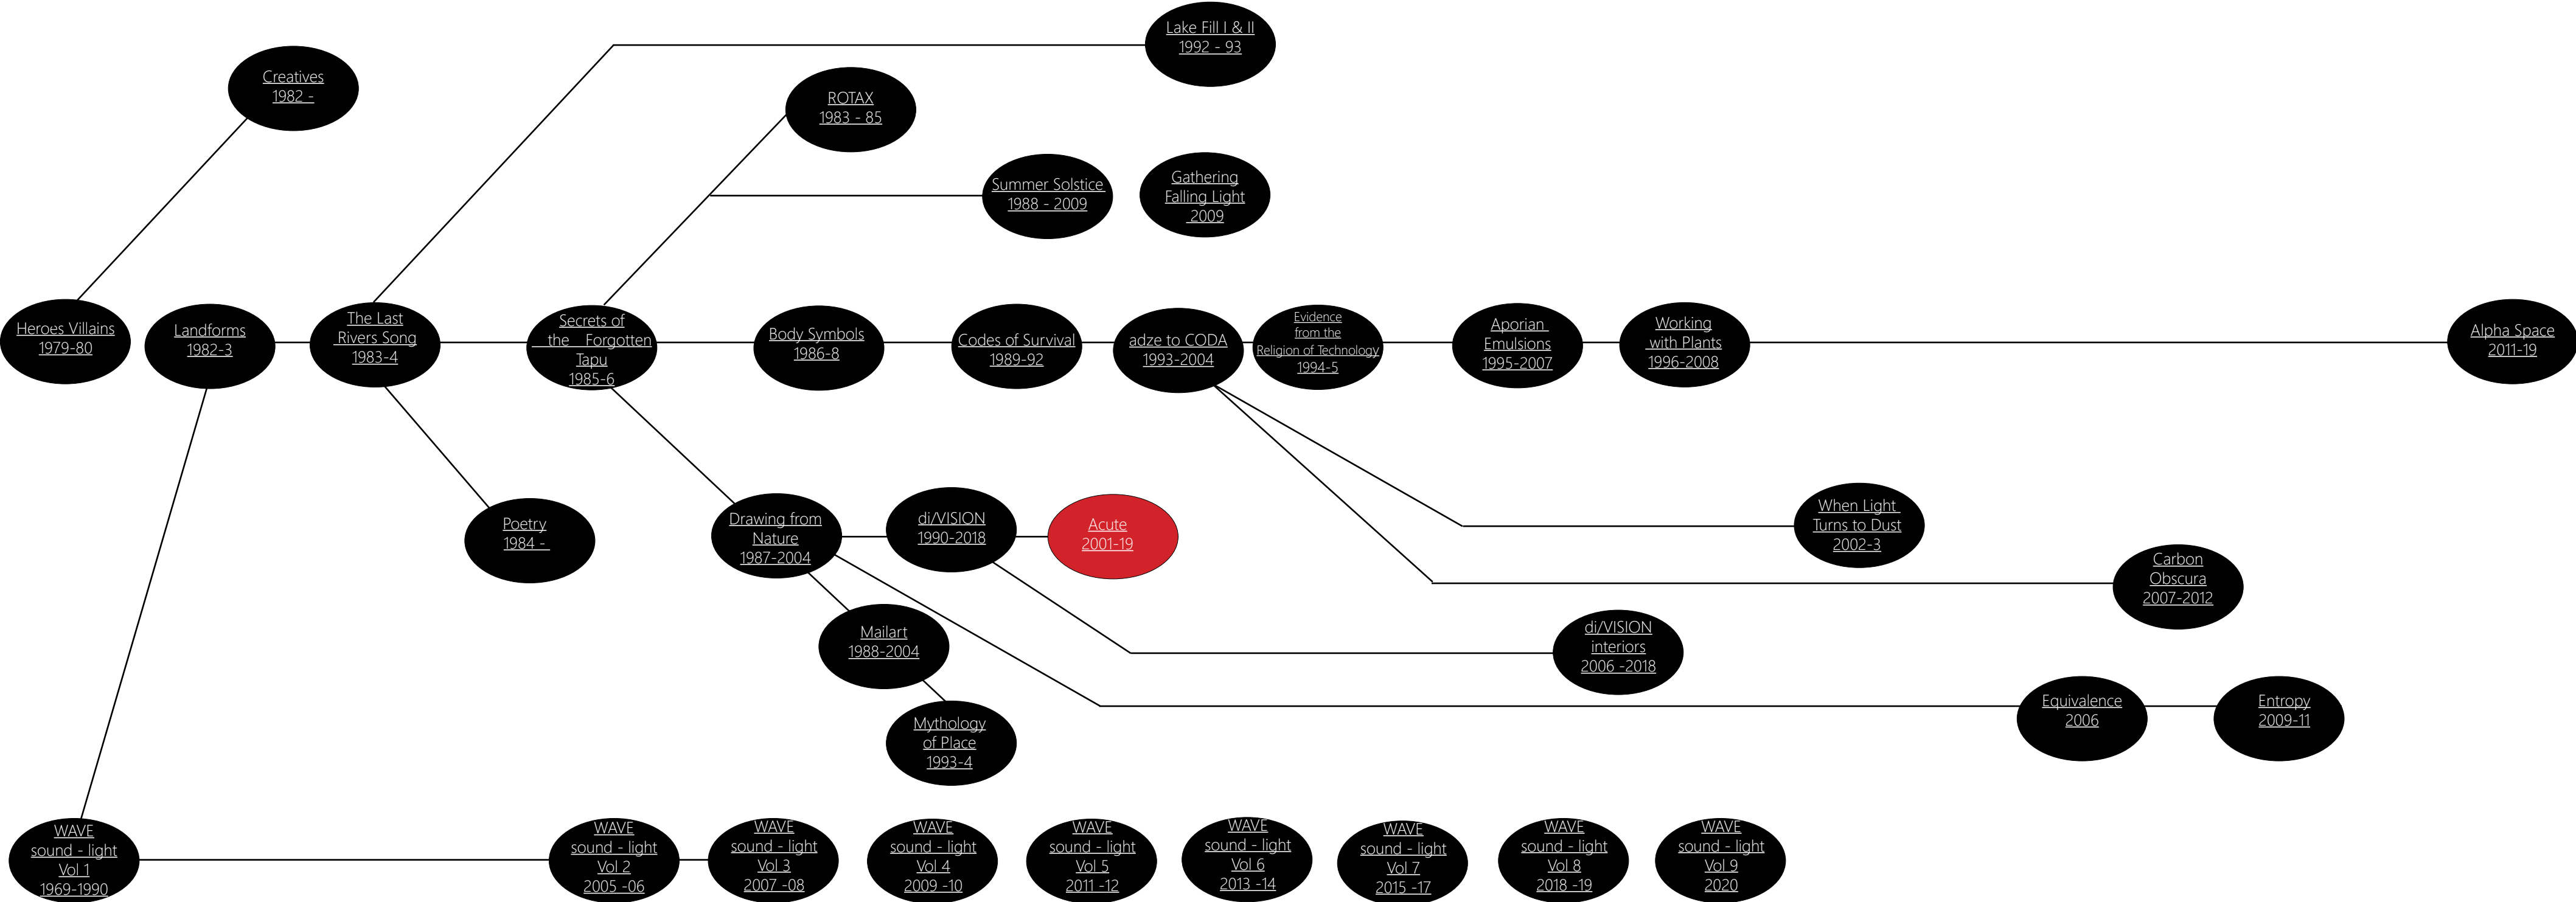 Lake Fill I & II
1992 - 93
Creatives
1982 -
ROTAX
1983 - 85
Summer Solstice
1988 - 2009
Gathering
Falling Light
2009
Heroes Villains
1979-80
Landforms
1982-3
The Last
Rivers Song
1983-4
Secrets of
the Forgotten
Tapu
1985-6
Body Symbols
1986-8
Codes of Survival
1989-92
adze to CODA
1993-2004
Evidence
from the
Religion of Technology
1994-5
Aporian
Emulsions
1995-2007
Working
with Plants
1996-2008
Alpha Space
2011-19
Poetry
1984 -
Drawing from
Nature
1987-2004
di/VISION
1990-2018
Acute
2001-19
When Light
Turns to Dust
2002-3
Carbon
Obscura
2007-2012
Mailart
1988-2004
di/VISION
interiors
2006 -2018
Mythology
of Place
1993-4
Equivalence
2006
Entropy
2009-11
WAVE
sound - light
Vol 1
1969-1990
WAVE
sound - light
Vol 2
2005 -06
WAVE
sound - light
Vol 3
2007 -08
WAVE
sound - light
Vol 4
2009 -10
WAVE
sound - light
Vol 5
2011 -12
WAVE
sound - light
Vol 6
2013 -14
WAVE
sound - light
Vol 7
2015 -17
WAVE
sound - light
Vol 8
2018 -19
WAVE
sound - light
Vol 9
2020